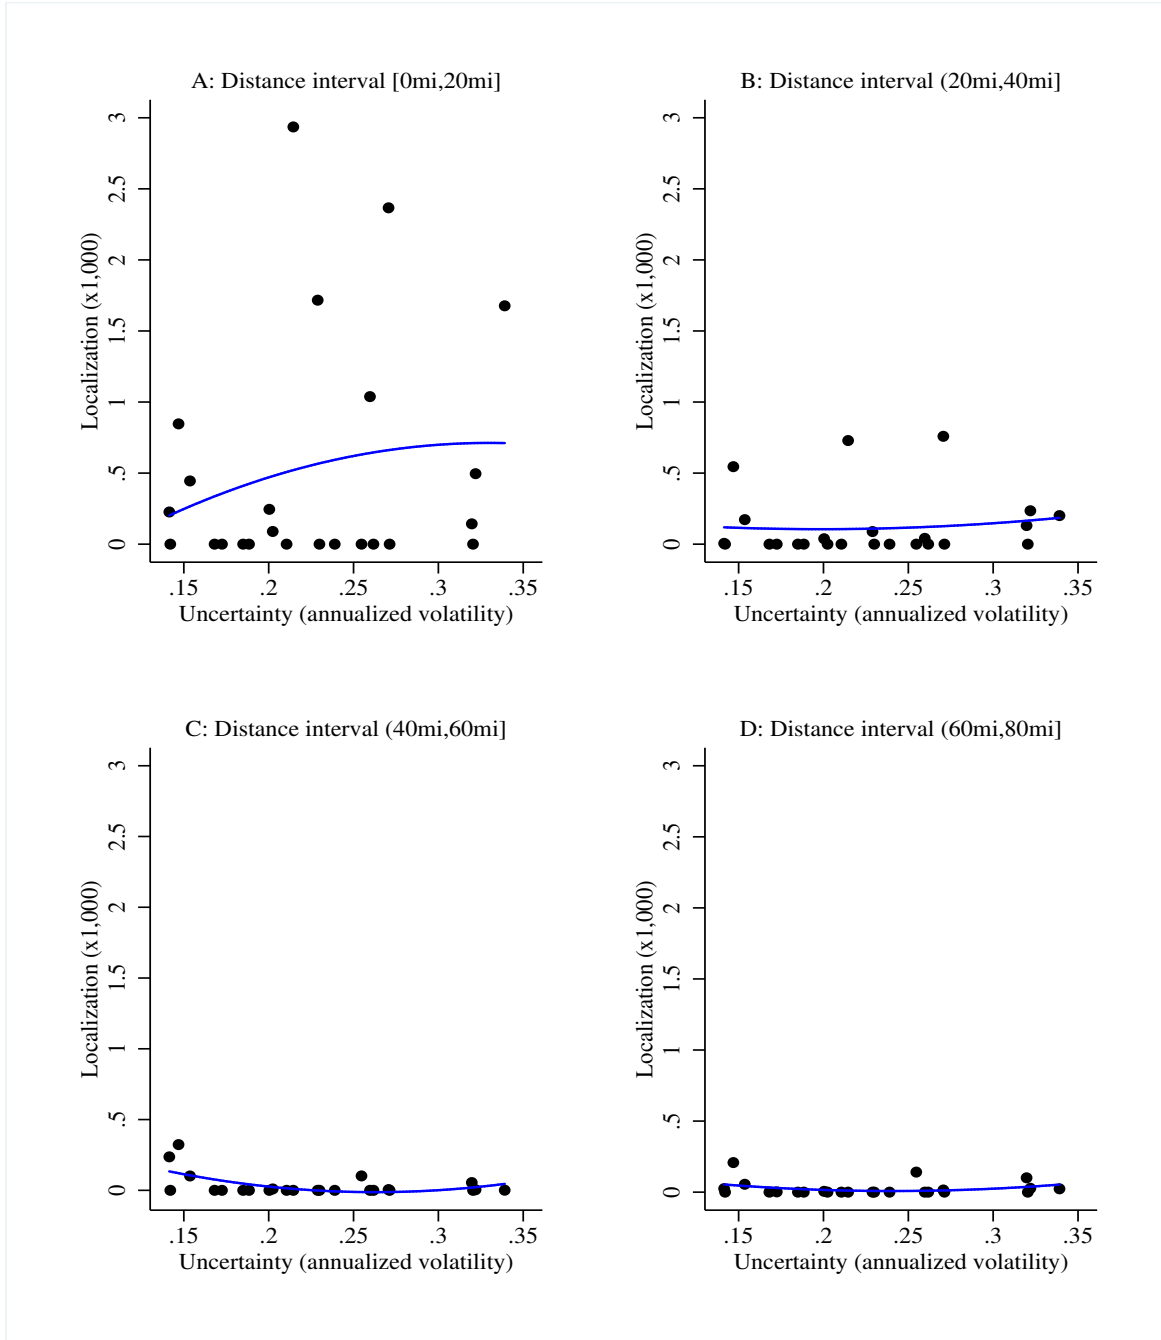 A: Distance interval [0mi,20mi]
Localization (x1,000)
3
2.5
2
1.5
1
.5
0
.15 .2 .25 .3 .35
Uncertainty (annualized volatility)
B: Distance interval (20mi,40mi]
Localization (x1,000)
3
2.5
2
1.5
1
.5
0
.15 .2 .25 .3 .35
Uncertainty (annualized volatility)
C: Distance interval (40mi,60mi]
Localization (x1,000)
3
2.5
2
1.5
1
.5
0
.15 .2 .25 .3 .35
Uncertainty (annualized volatility)
D: Distance interval (60mi,80mi]
Localization (x1,000)
3
2.5
2
1.5
1
.5
0
.15 .2 .25 .3 .35
Uncertainty (annualized volatility)